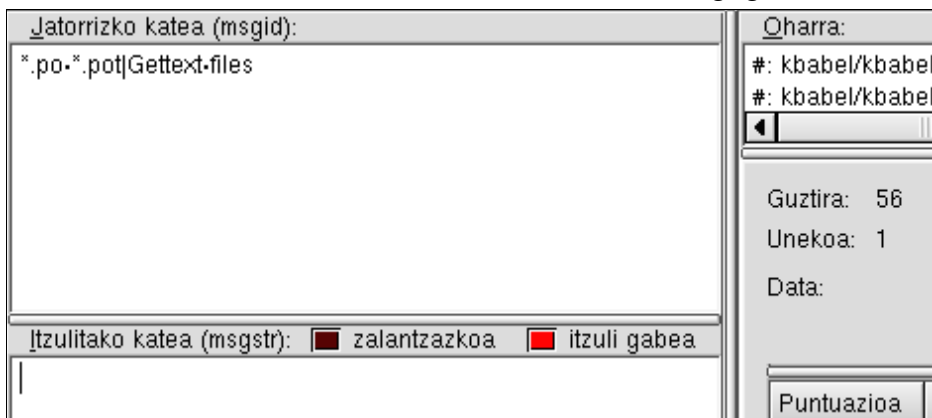 Jatorrizko katea (msgid):
*.po·*.pot|Gettext·files
Itzulitako katea (msgstr): zalantzazkoa itzuli gabea
Oharra:
#: kbabel/kbabel
#: kbabel/kbabel
Guztira: 56
Unekoa: 1
Data:
Puntuazioa